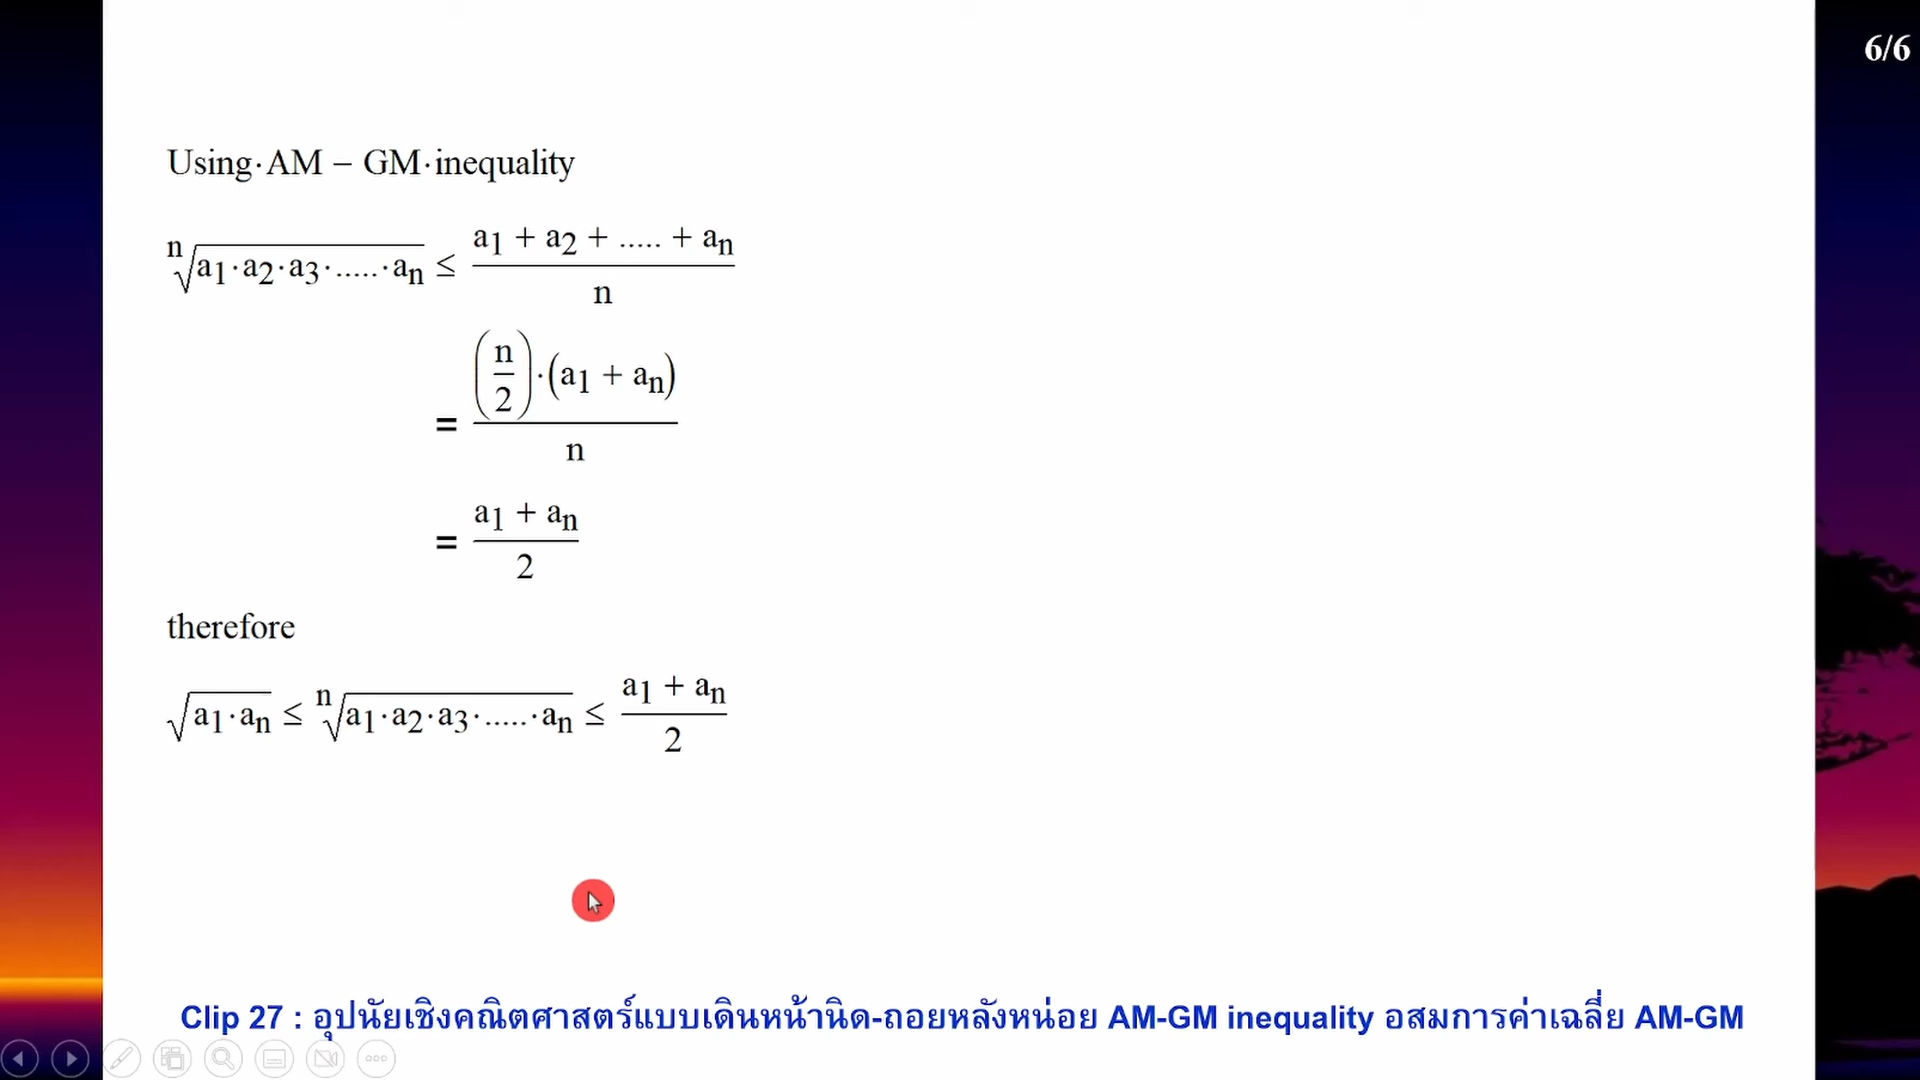 6/6
Using·AM − GM·inequality
ⁿ√(a₁·a₂·a₃·.....·aₙ) ≤ (a₁ + a₂ + ..... + aₙ)/n
= ((n/2)·(a₁ + aₙ))/n
= (a₁ + aₙ)/2
therefore
√(a₁·aₙ) ≤ ⁿ√(a₁·a₂·a₃·.....·aₙ) ≤ (a₁ + aₙ)/2
Clip 27 : อุปนัยเชิงคณิตศาสตร์แบบเดินหน้านิด-ถอยหลังหน่อย AM-GM inequality อสมการค่าเฉลี่ย AM-GM